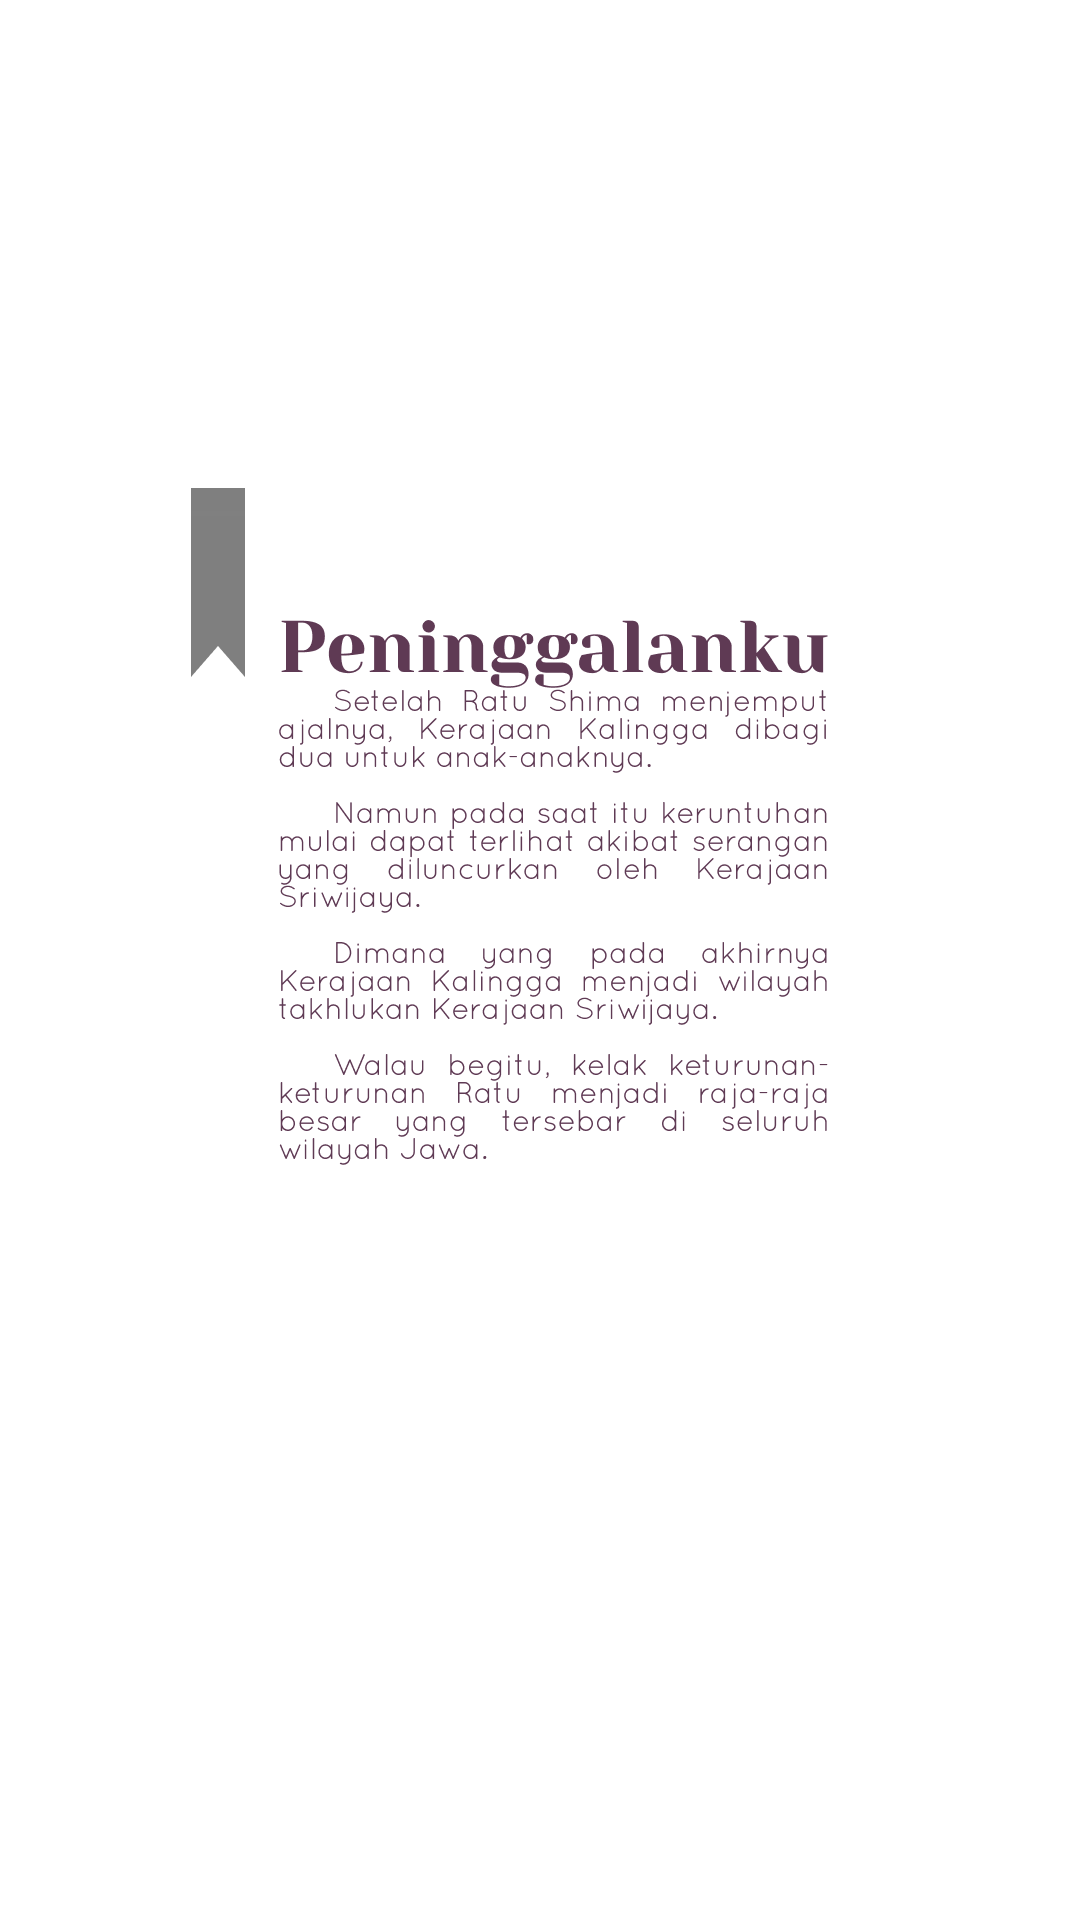 Peninggalanku
Setelah Ratu Shima menjemput
ajalnya, Kerajaan Kalingga dibagi
dua untuk anak-anaknya.
Namun pada saat itu keruntuhan
mulai dapat terlihat akibat serangan
yang diluncurkan oleh Kerajaan
Sriwijaya.
Dimana yang pada akhirnya
Kerajaan Kalingga menjadi wilayah
takhlukan Kerajaan Sriwijaya.
Walau begitu, kelak keturunan-
keturunan Ratu menjadi raja-raja
besar yang tersebar di seluruh
wilayah Jawa.